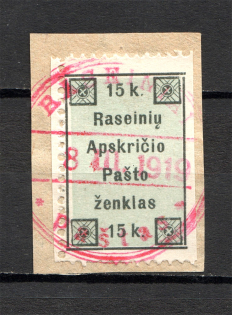 15 k.
Raseinių
Apskričio
Pašto
ženklas
15 k.
8 III 1919